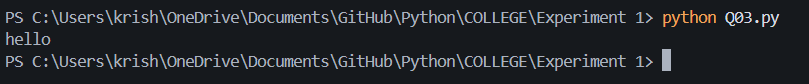 PS C:\Users\krish\OneDrive\Documents\GitHub\Python\COLLEGE\Experiment 1> python Q03.py
hello
PS C:\Users\krish\OneDrive\Documents\GitHub\Python\COLLEGE\Experiment 1>